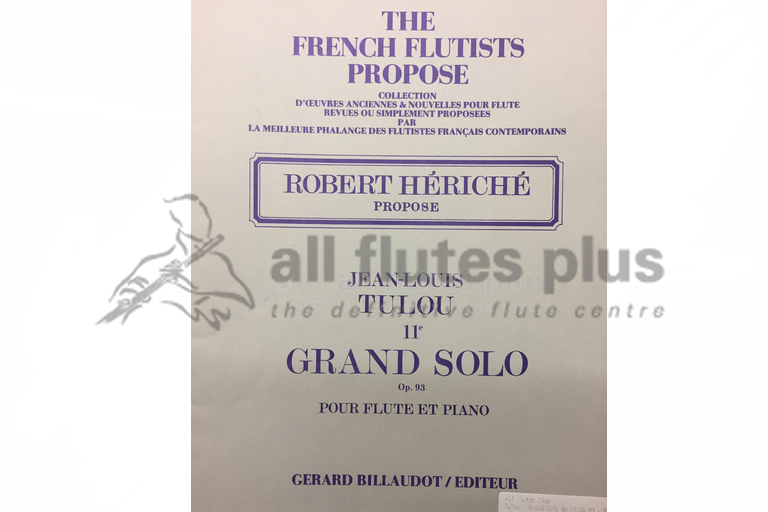 THE
FRENCH FLUTISTS
PROPOSE
COLLECTION
D'ŒUVRES ANCIENNES & NOUVELLES POUR FLUTE
REVUES OU SIMPLEMENT PROPOSEES
PAR
LA MEILLEURE PHALANGE DES FLUTISTES FRANÇAIS CONTEMPORAINS
ROBERT HÉRICHÉ
PROPOSE
all flutes plus
JEAN-LOUIS
TULOU
the definitive flute centre
11e
GRAND SOLO
Op. 93
POUR FLUTE ET PIANO
GERARD BILLAUDOT / EDITEUR